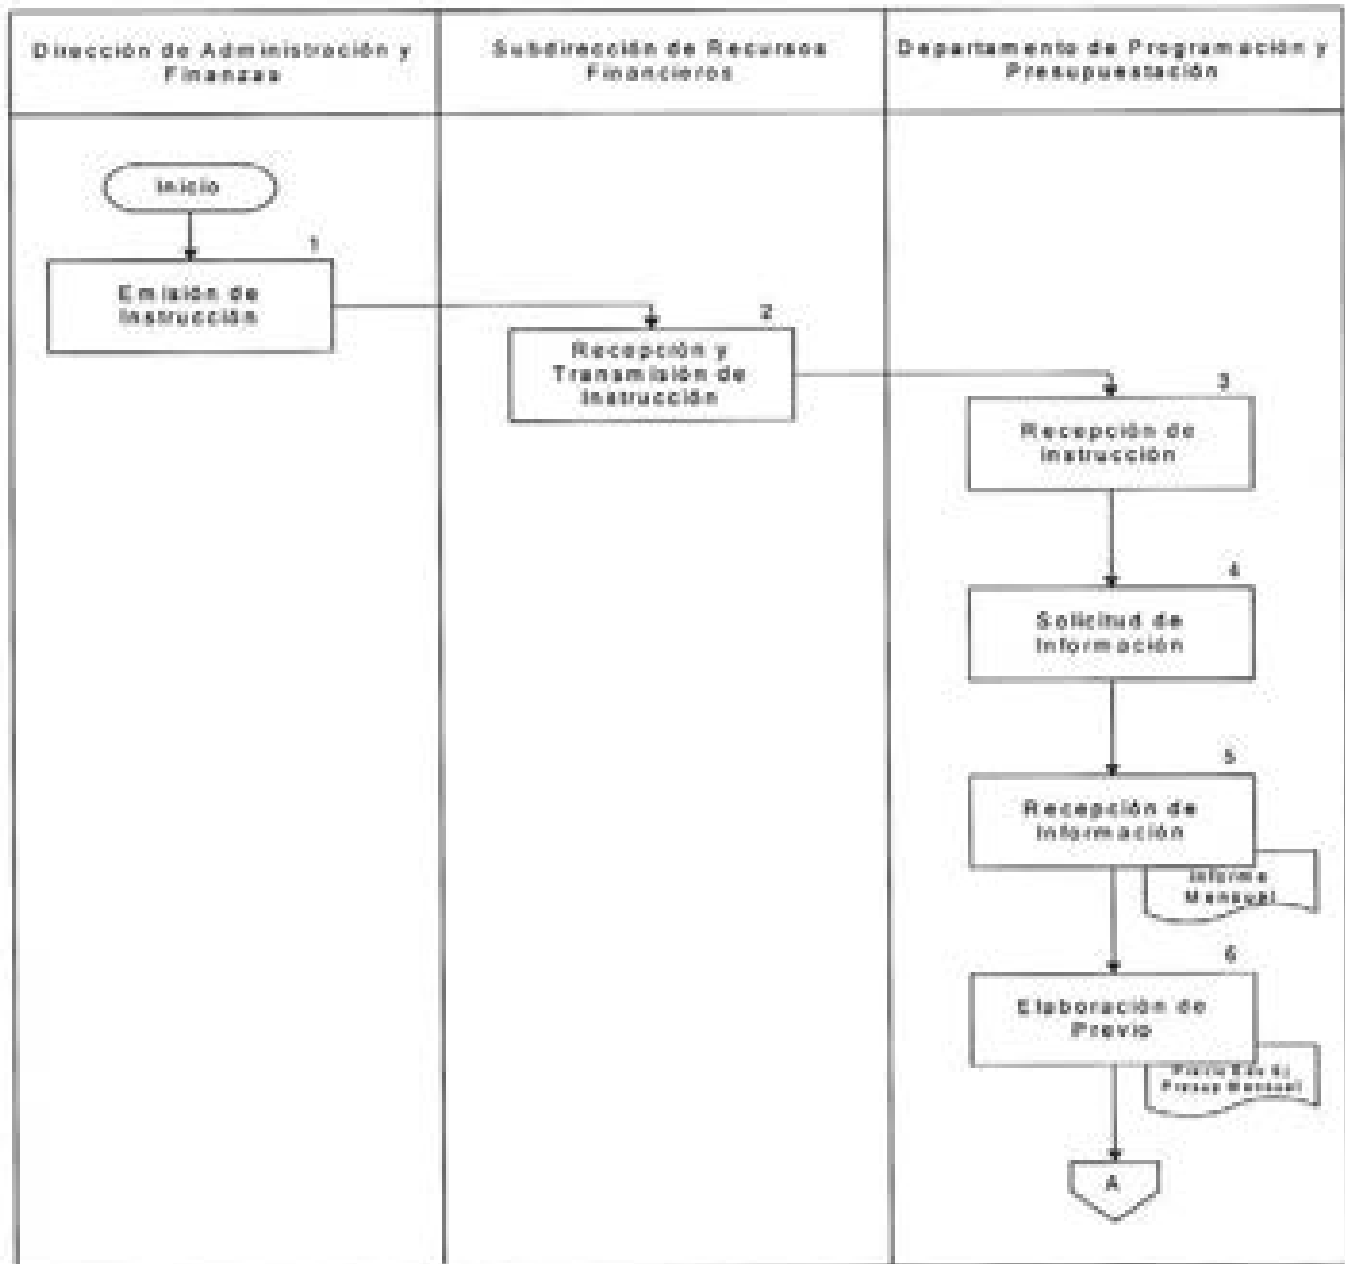 Dirección de Administración y
Finanzas
Subdirección de Recursos
Financieros
Departamento de Programación y
Presupuestación
Inicio
1
Emisión de
Instrucción
2
Recepción y
Transmisión de
Instrucción
3
Recepción de
Instrucción
4
Solicitud de
Información
5
Recepción de
Información
Informe
Mensual
6
Elaboración de
Previo
Presup Mensual
A